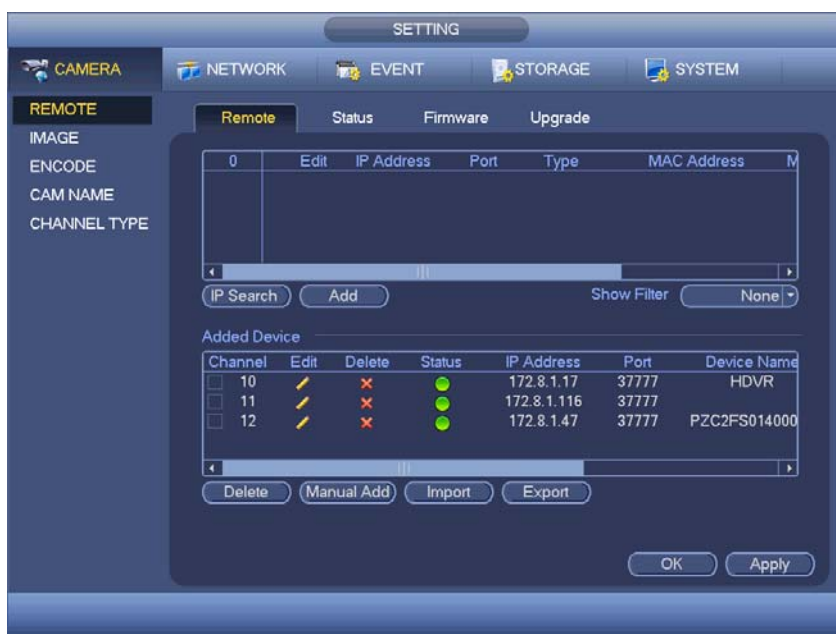 SETTING
CAMERA NETWORK EVENT STORAGE SYSTEM
REMOTE
IMAGE
ENCODE
CAM NAME
CHANNEL TYPE
Remote Status Firmware Upgrade
0 Edit IP Address Port Type MAC Address M
IP Search Add Show Filter None
Added Device
Channel Edit Delete Status IP Address Port Device Name
10 172.8.1.17 37777 HDVR
11 172.8.1.116 37777
12 172.8.1.47 37777 PZC2FS014000
Delete Manual Add Import Export
OK Apply